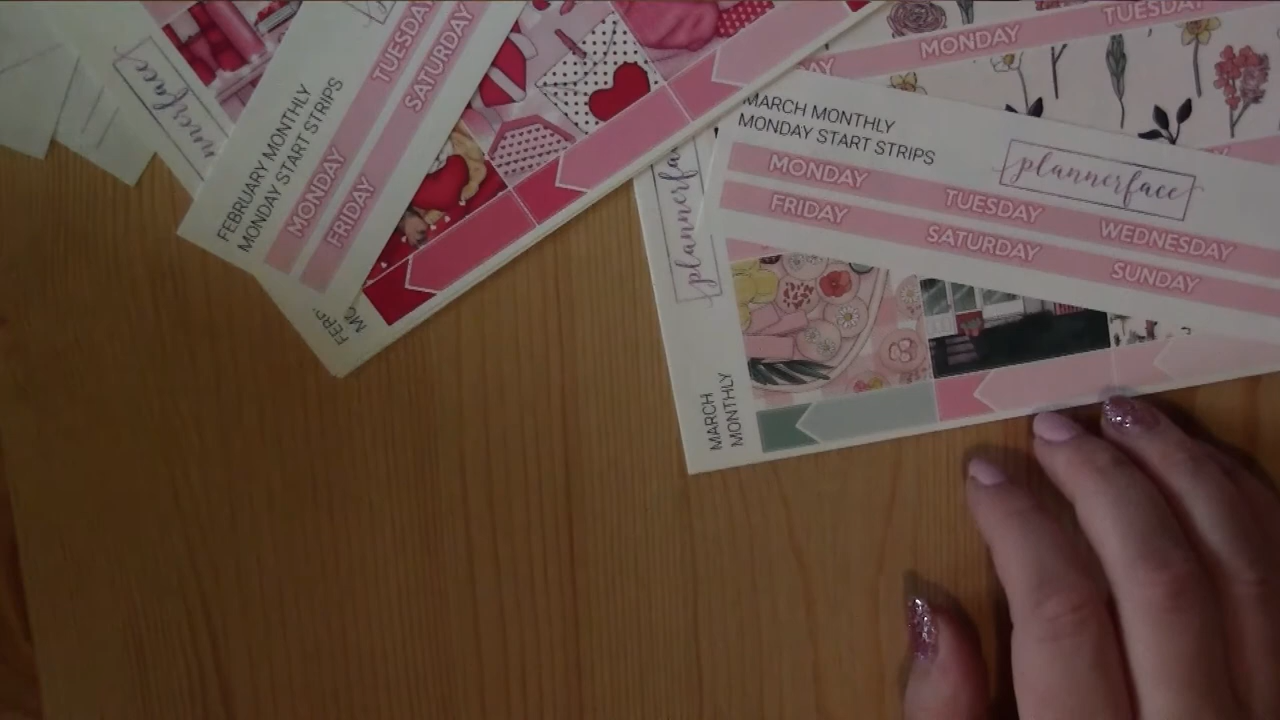 FEBRUARY MONTHLY
MONDAY START STRIPS
MONDAY
TUESDAY
FRIDAY
SATURDAY
MONDAY
TUESDAY
MARCH MONTHLY
MONDAY START STRIPS
plannerface
MONDAY TUESDAY WEDNESDAY
FRIDAY SATURDAY SUNDAY
MARCH
MONTHLY